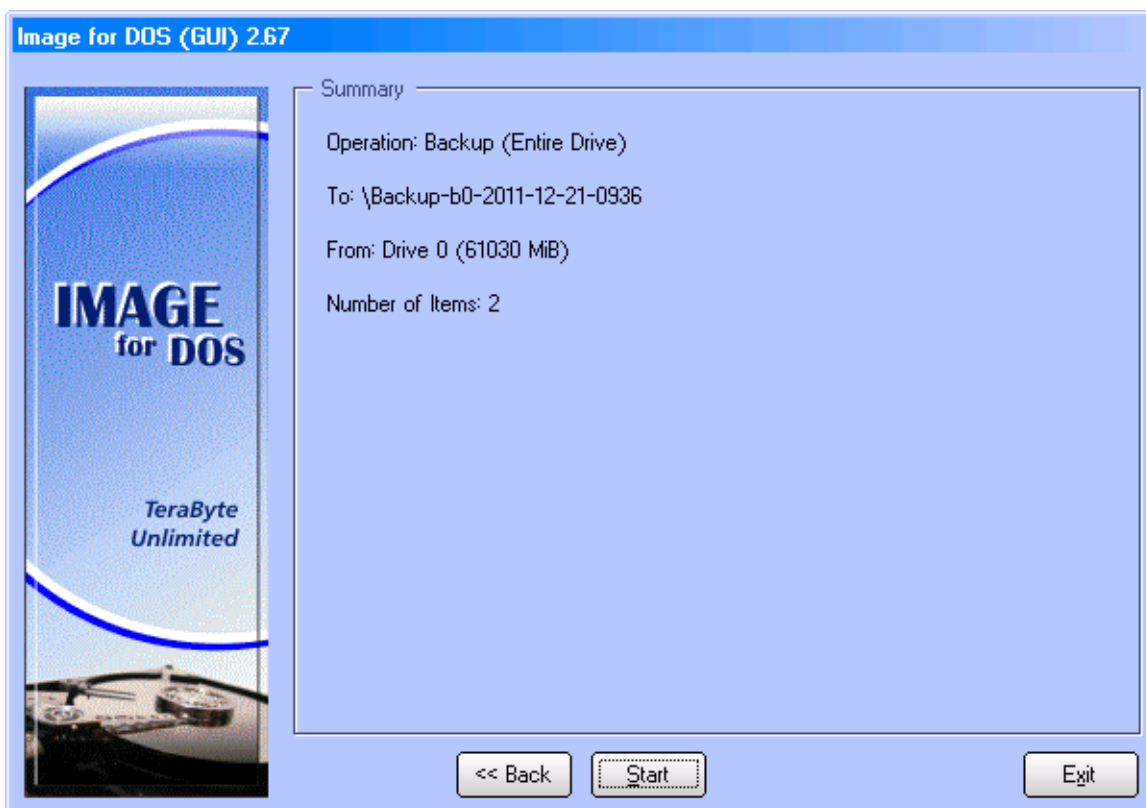 Image for DOS (GUI) 2.67
Summary
Operation: Backup (Entire Drive)
To: \Backup-b0-2011-12-21-0936
From: Drive 0 (61030 MiB)
Number of Items: 2
IMAGE
for DOS
TeraByte
Unlimited
<< Back
Start
Exit